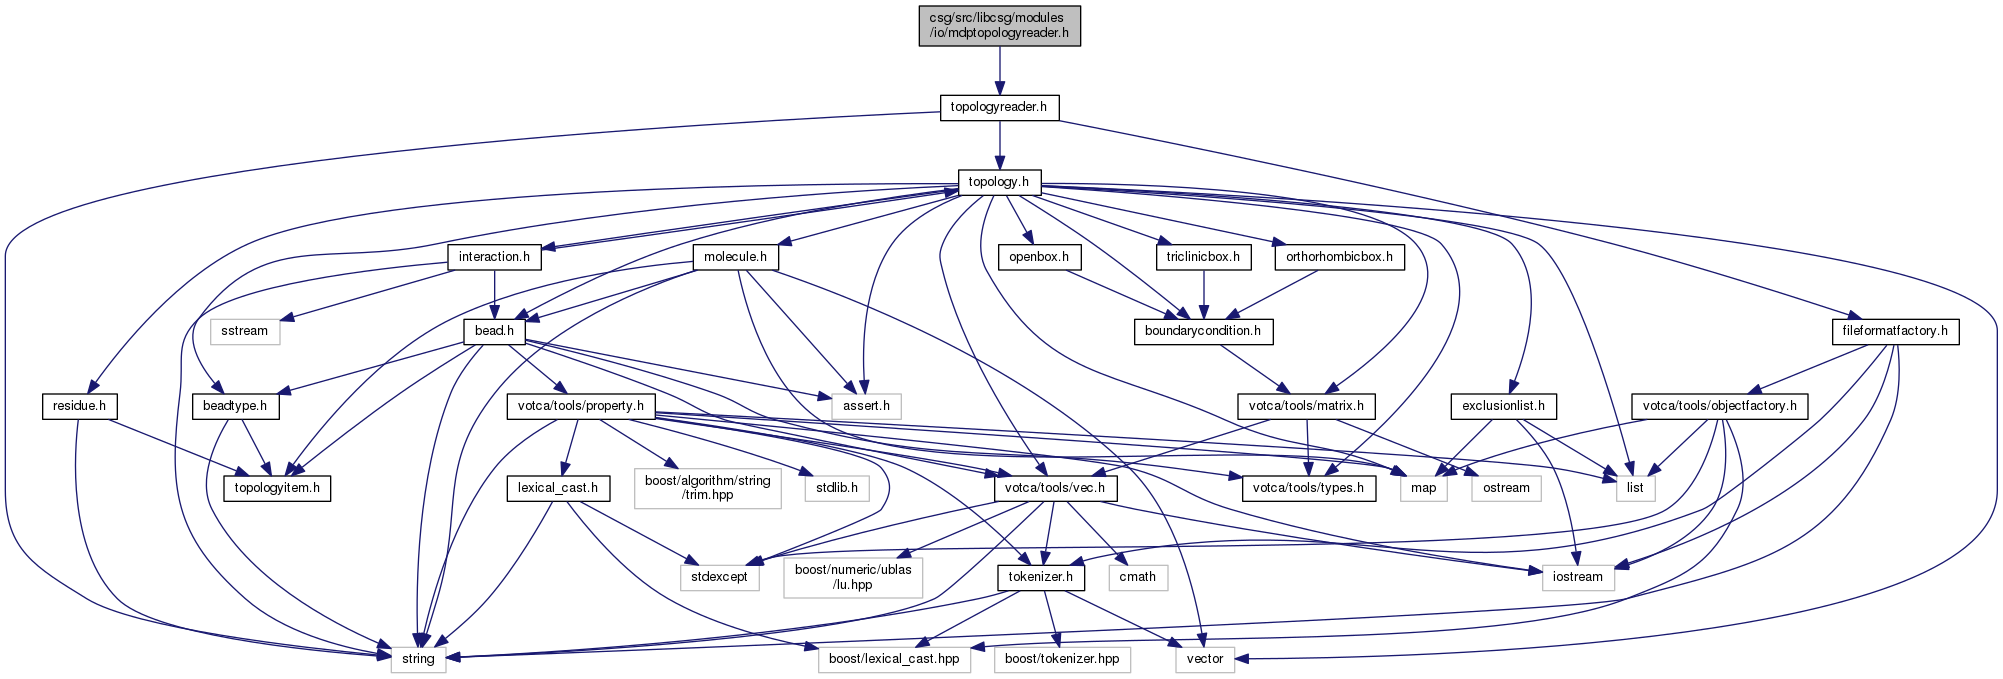 csg/src/libcsg/modules
/io/mdptopologyreader.h
topologyreader.h
topology.h
interaction.h
molecule.h
openbox.h
triclinicbox.h
orthorhombicbox.h
sstream
bead.h
boundarycondition.h
fileformatfactory.h
residue.h
beadtype.h
votca/tools/property.h
assert.h
votca/tools/matrix.h
exclusionlist.h
votca/tools/objectfactory.h
topologyitem.h
lexical_cast.h
boost/algorithm/string
/trim.hpp
stdlib.h
votca/tools/vec.h
votca/tools/types.h
map
ostream
list
stdexcept
boost/numeric/ublas
/lu.hpp
tokenizer.h
cmath
iostream
string
boost/lexical_cast.hpp
boost/tokenizer.hpp
vector